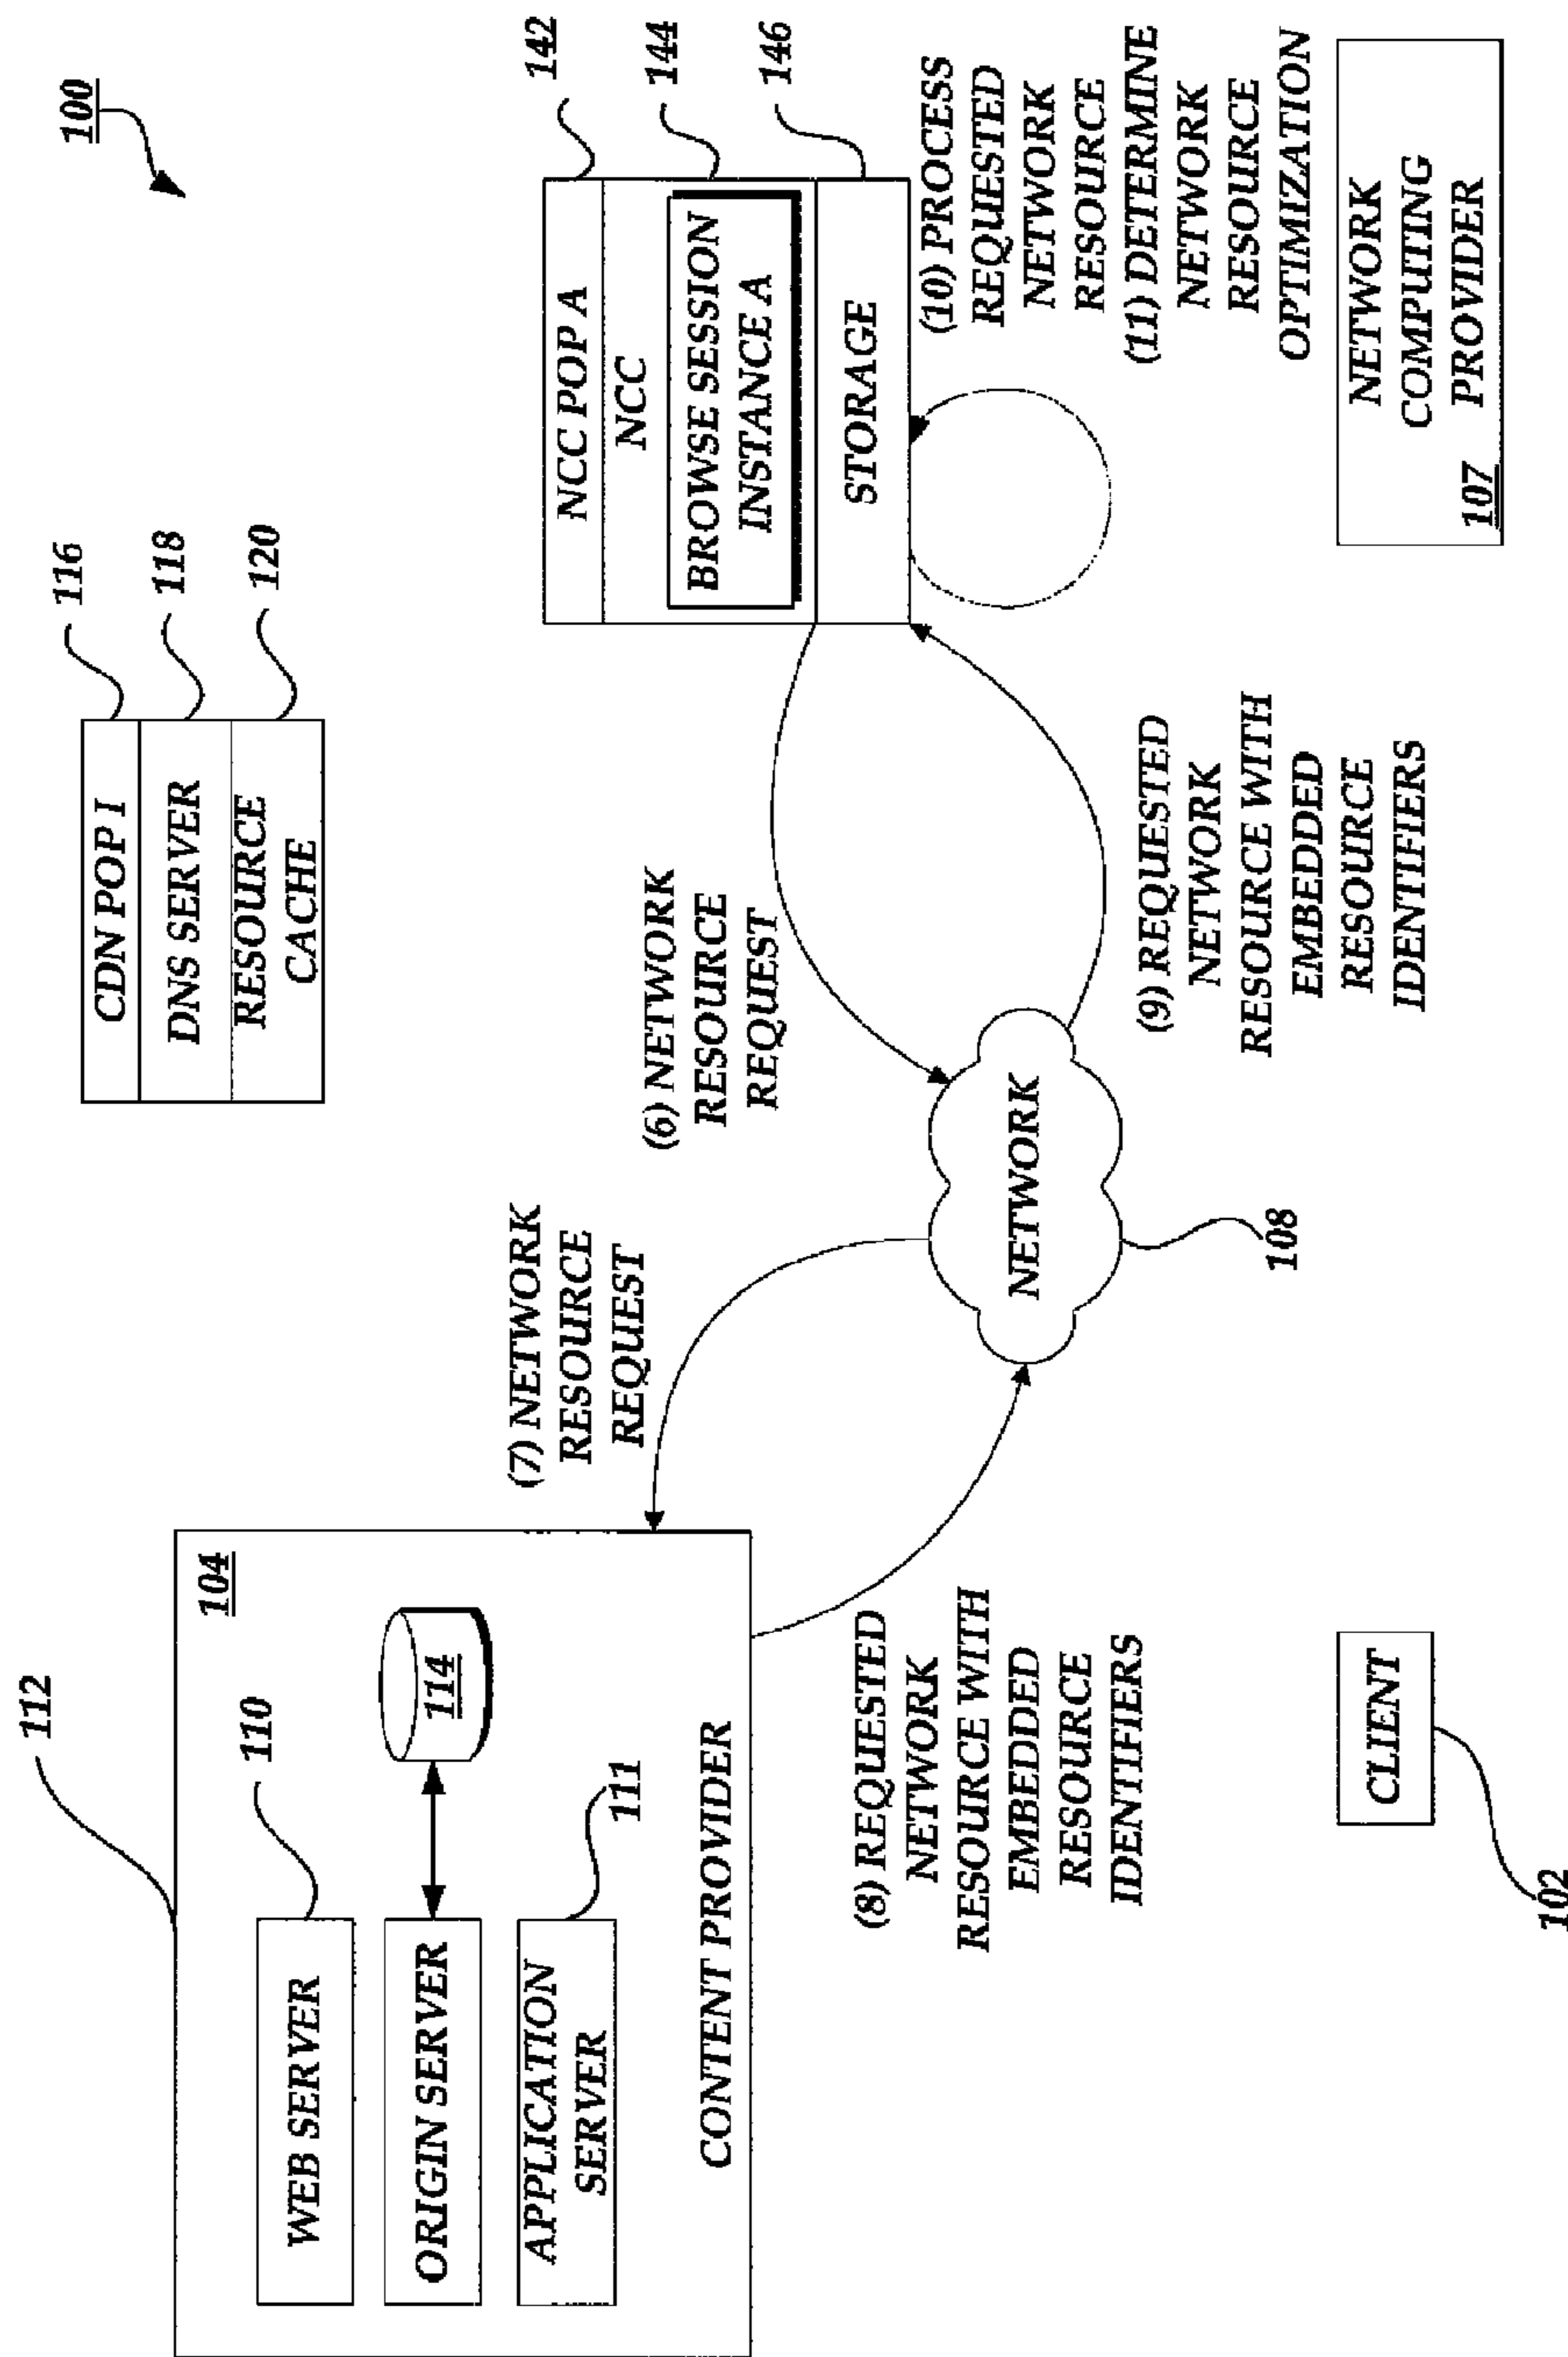 100
112
104
110
WEB SERVER
114
ORIGIN SERVER
111
APPLICATION
SERVER
CONTENT PROVIDER
116
118
120
CDN POP I
DNS SERVER
RESOURCE
CACHE
142
144
146
NCC POP A
NCC
BROWSE SESSION
INSTANCE A
STORAGE
(6) NETWORK
RESOURCE
REQUEST
(7) NETWORK
RESOURCE
REQUEST
(8) REQUESTED
NETWORK
RESOURCE WITH
EMBEDDED
RESOURCE
IDENTIFIERS
NETWORK
108
(9) REQUESTED
NETWORK
RESOURCE WITH
EMBEDDED
RESOURCE
IDENTIFIERS
(10) PROCESS
REQUESTED
NETWORK
RESOURCE
(11) DETERMINE
NETWORK
RESOURCE
OPTIMIZATION
CLIENT
102
NETWORK
COMPUTING
PROVIDER
107